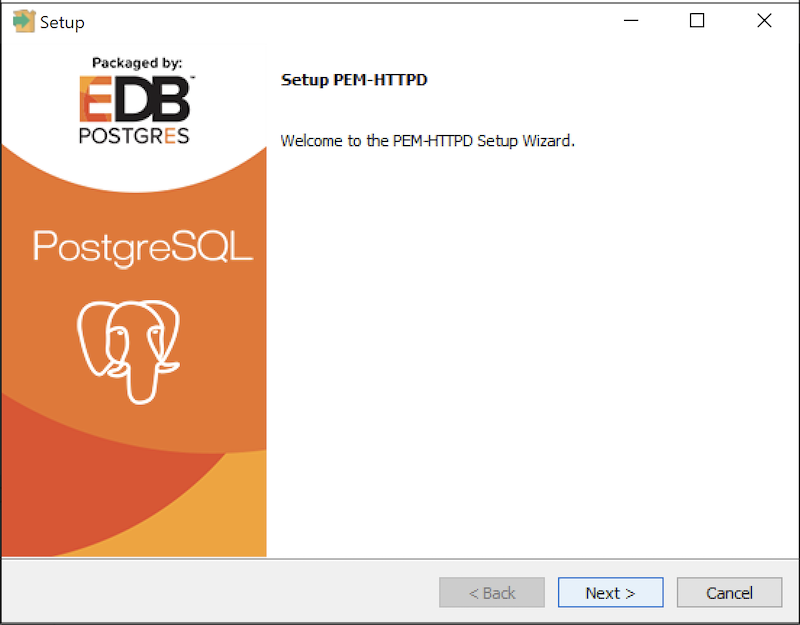 Setup
Packaged by:
EDB™
POSTGRES
PostgreSQL
Setup PEM-HTTPD
Welcome to the PEM-HTTPD Setup Wizard.
< Back
Next >
Cancel